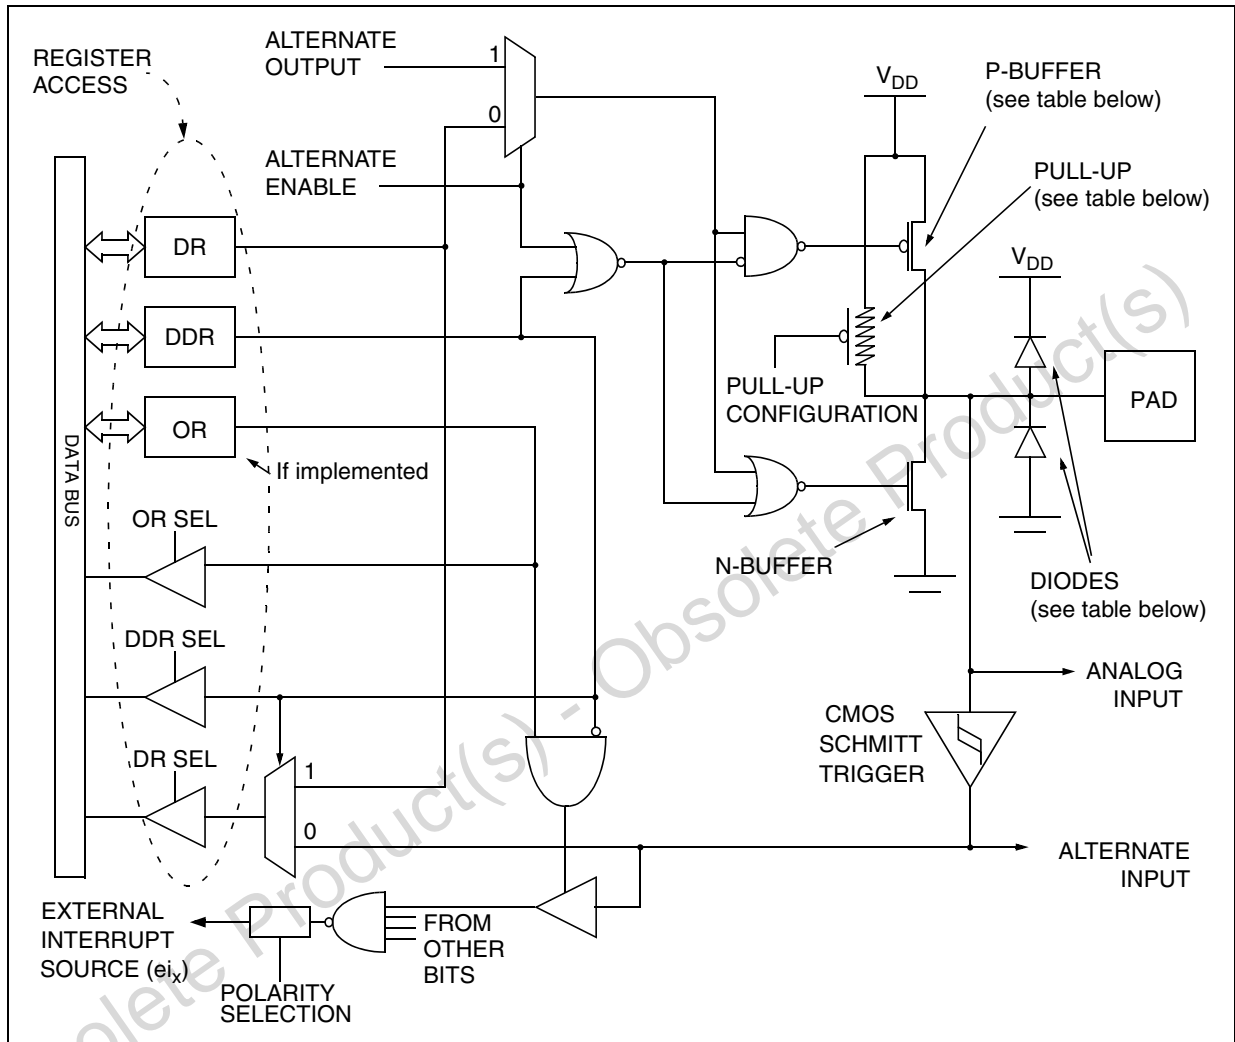 REGISTER
ACCESS
ALTERNATE
OUTPUT
1
0
ALTERNATE
ENABLE
VDD
P-BUFFER
(see table below)
PULL-UP
(see table below)
VDD
DR
DDR
OR
If implemented
DATA BUS
PULL-UP
CONFIGURATION
PAD
OR SEL
N-BUFFER
DIODES
(see table below)
DDR SEL
ANALOG
INPUT
CMOS
SCHMITT
TRIGGER
DR SEL
1
0
ALTERNATE
INPUT
EXTERNAL
INTERRUPT
SOURCE (eix)
FROM
OTHER
BITS
POLARITY
SELECTION
olete Product(s) - Obsolete Product(s)